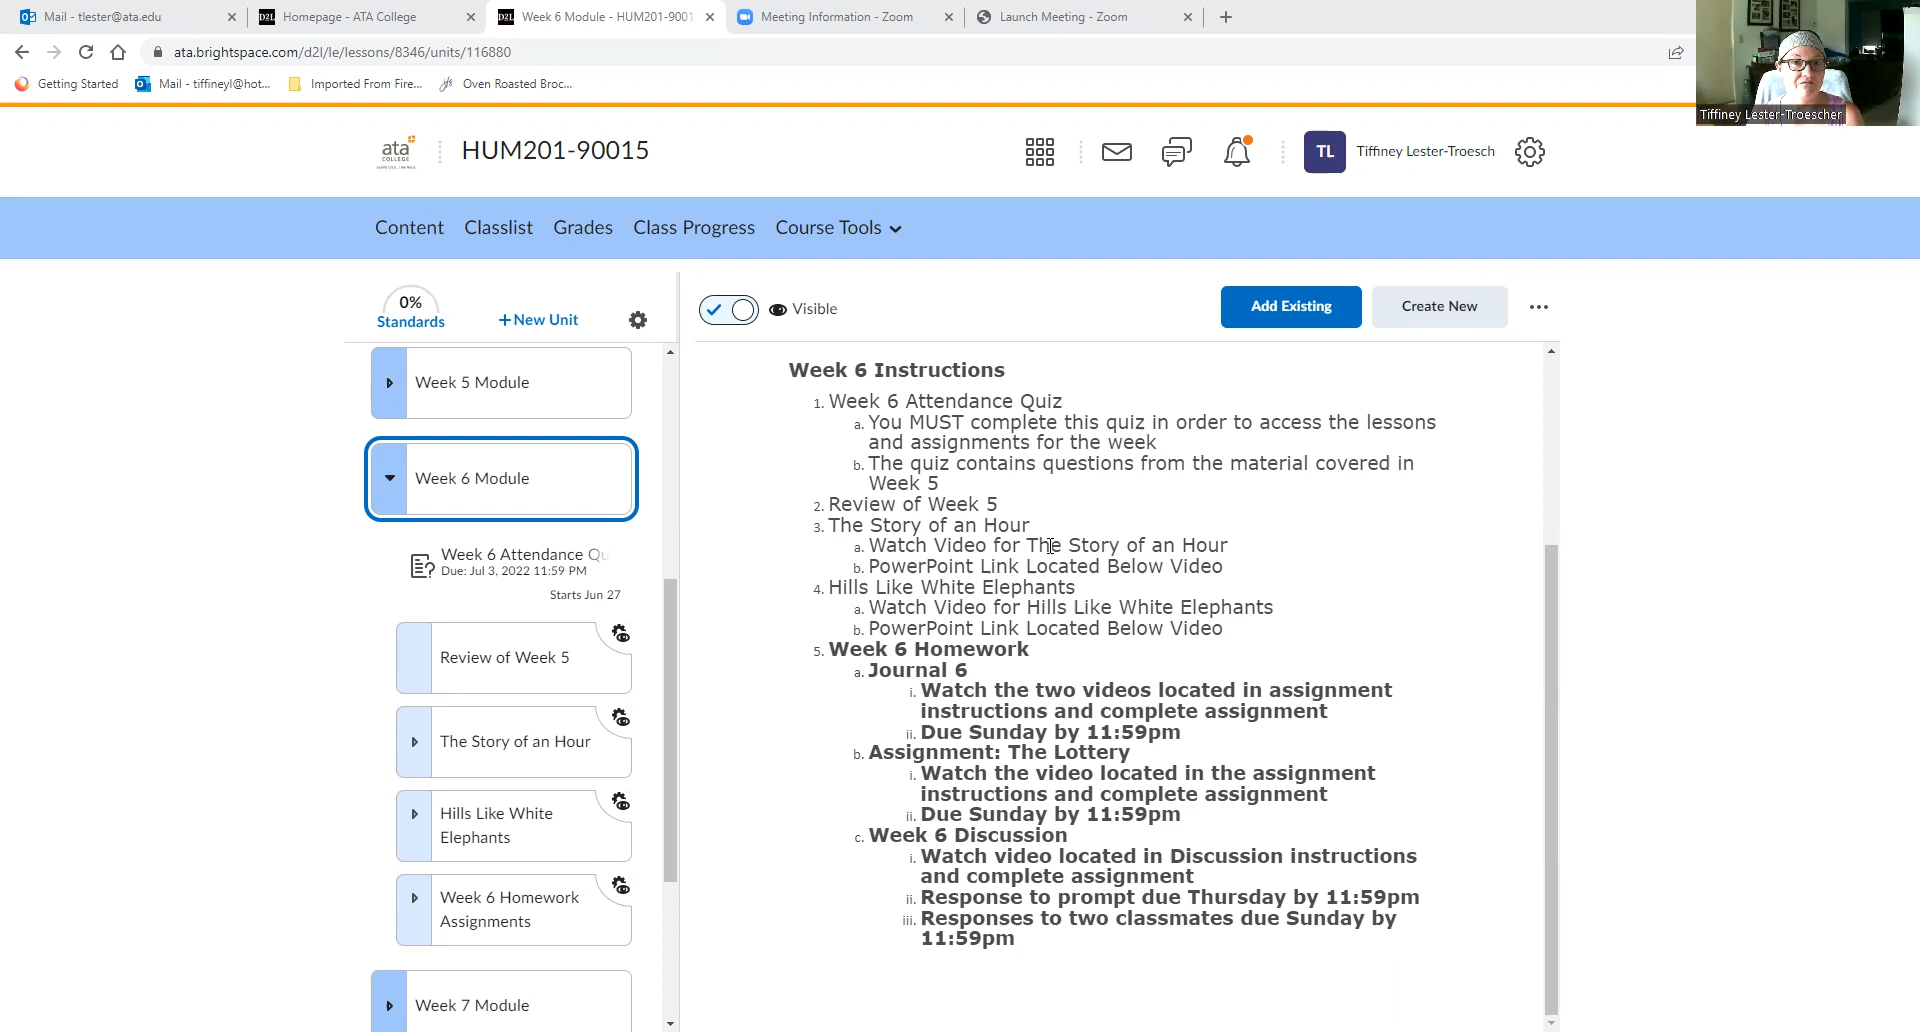 Mail - tlester@ata.edu
D2L Homepage - ATA College
D2L Week 6 Module - HUM201-9001
Meeting Information - Zoom
Launch Meeting - Zoom
ata.brightspace.com/d2l/le/lessons/8346/units/116880
Getting Started
Mail - tiffineyl@hot...
Imported From Fire...
Oven Roasted Broc...
Tiffiney Lester-Troescher
ata
COLLEGE
HUM201-90015
TL
Tiffiney Lester-Troesch
Content Classlist Grades Class Progress Course Tools
0%
Standards
+ New Unit
Visible
Add Existing
Create New
Week 5 Module
Week 6 Module
Week 6 Attendance Qu
Due: Jul 3, 2022 11:59 PM
Starts Jun 27
Review of Week 5
The Story of an Hour
Hills Like White
Elephants
Week 6 Homework
Assignments
Week 7 Module
Week 6 Instructions
1. Week 6 Attendance Quiz
a. You MUST complete this quiz in order to access the lessons
and assignments for the week
b. The quiz contains questions from the material covered in
Week 5
2. Review of Week 5
3. The Story of an Hour
a. Watch Video for The Story of an Hour
b. PowerPoint Link Located Below Video
4. Hills Like White Elephants
a. Watch Video for Hills Like White Elephants
b. PowerPoint Link Located Below Video
5. Week 6 Homework
a. Journal 6
i. Watch the two videos located in assignment
instructions and complete assignment
ii. Due Sunday by 11:59pm
b. Assignment: The Lottery
i. Watch the video located in the assignment
instructions and complete assignment
ii. Due Sunday by 11:59pm
c. Week 6 Discussion
i. Watch video located in Discussion instructions
and complete assignment
ii. Response to prompt due Thursday by 11:59pm
iii. Responses to two classmates due Sunday by
11:59pm